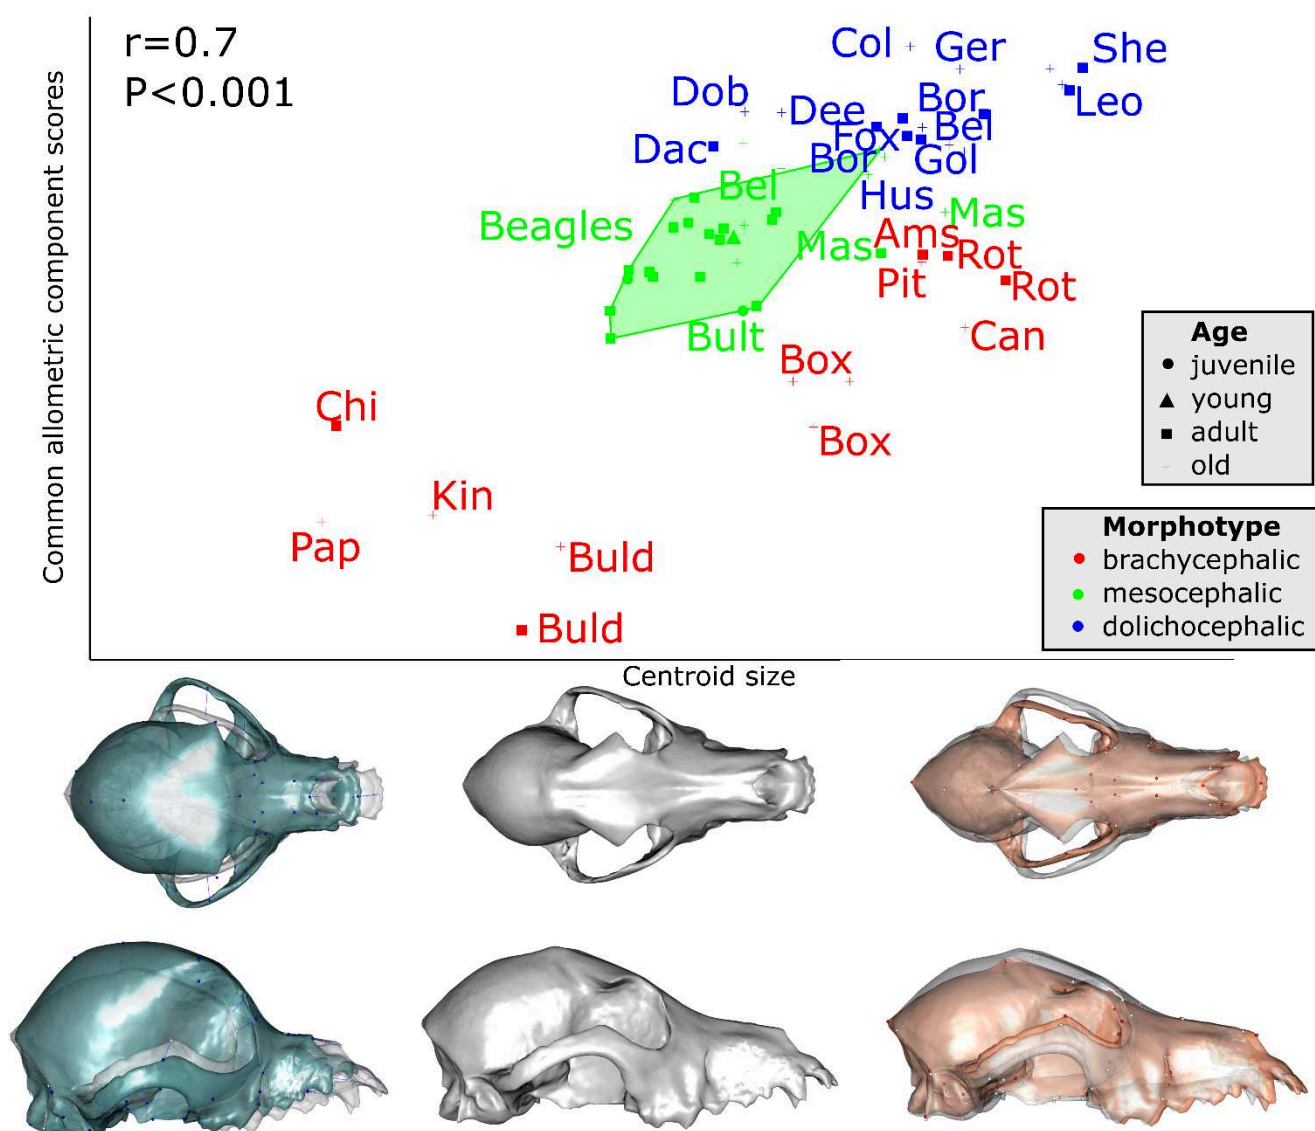 r=0.7
P<0.001
Common allometric component scores
Col
Ger
She
Dob
Dee
Bor
Leo
Dac
Fox
Bel
Bor
Gol
Bel
Hus
Beagles
Mas
Mas
Ams
Rot
Pit
Rot
Bult
Can
Box
Chi
Box
Kin
Pap
Buld
Buld
Age
juvenile
young
adult
old
Morphotype
brachycephalic
mesocephalic
dolichocephalic
Centroid size